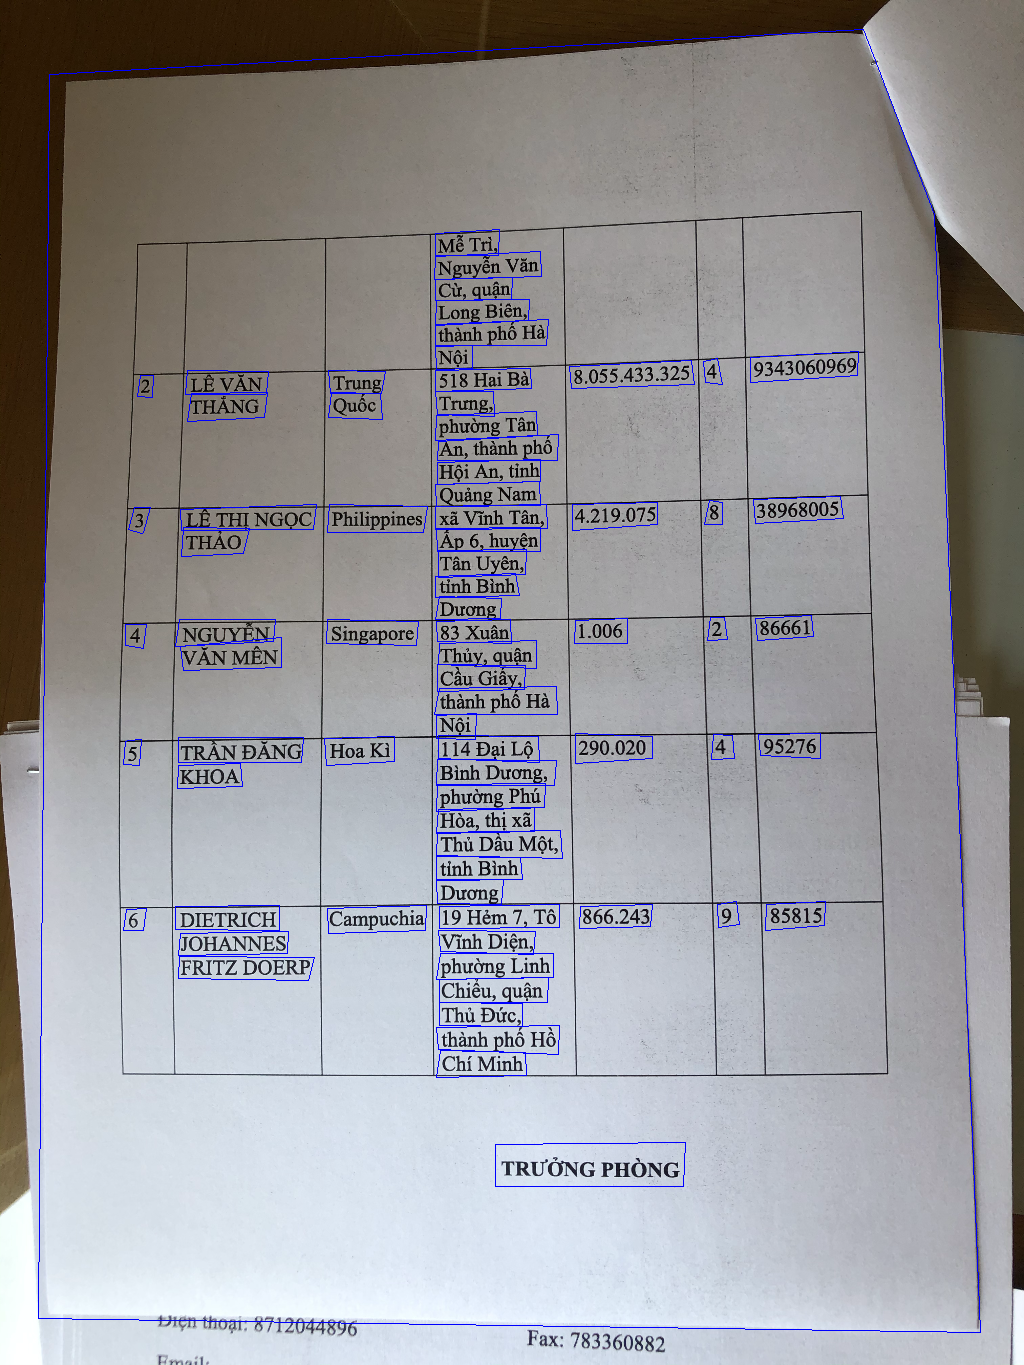 Mễ Trì,
Nguyễn Văn
Cừ, quận
Long Biên,
thành phố Hà
Nội
2 LÊ VĂN Trung 518 Hai Bà 8.055.433.325 4 9343060969
THẮNG Quốc Trưng,
phường Tân
An, thành phố
Hội An, tỉnh
Quảng Nam
3 LÊ THỊ NGỌC Philippines xã Vĩnh Tân, 4.219.075 8 38968005
THẢO Ấp 6, huyện
Tân Uyên,
tỉnh Bình
Dương
4 NGUYỄN Singapore 83 Xuân 1.006 2 86661
VĂN MÊN Thủy, quận
Cầu Giấy,
thành phố Hà
Nội
5 TRẦN ĐĂNG Hoa Kì 114 Đại Lộ 290.020 4 95276
KHOA Bình Dương,
phường Phú
Hòa, thị xã
Thủ Dầu Một,
tỉnh Bình
Dương
6 DIETRICH Campuchia 19 Hẻm 7, Tô 866.243 9 85815
JOHANNES Vĩnh Diện,
FRITZ DOERP phường Linh
Chiểu, quận
Thủ Đức,
thành phố Hồ
Chí Minh
TRƯỞNG PHÒNG
Điện thoại: 8712044896 Fax: 783360882
Email: